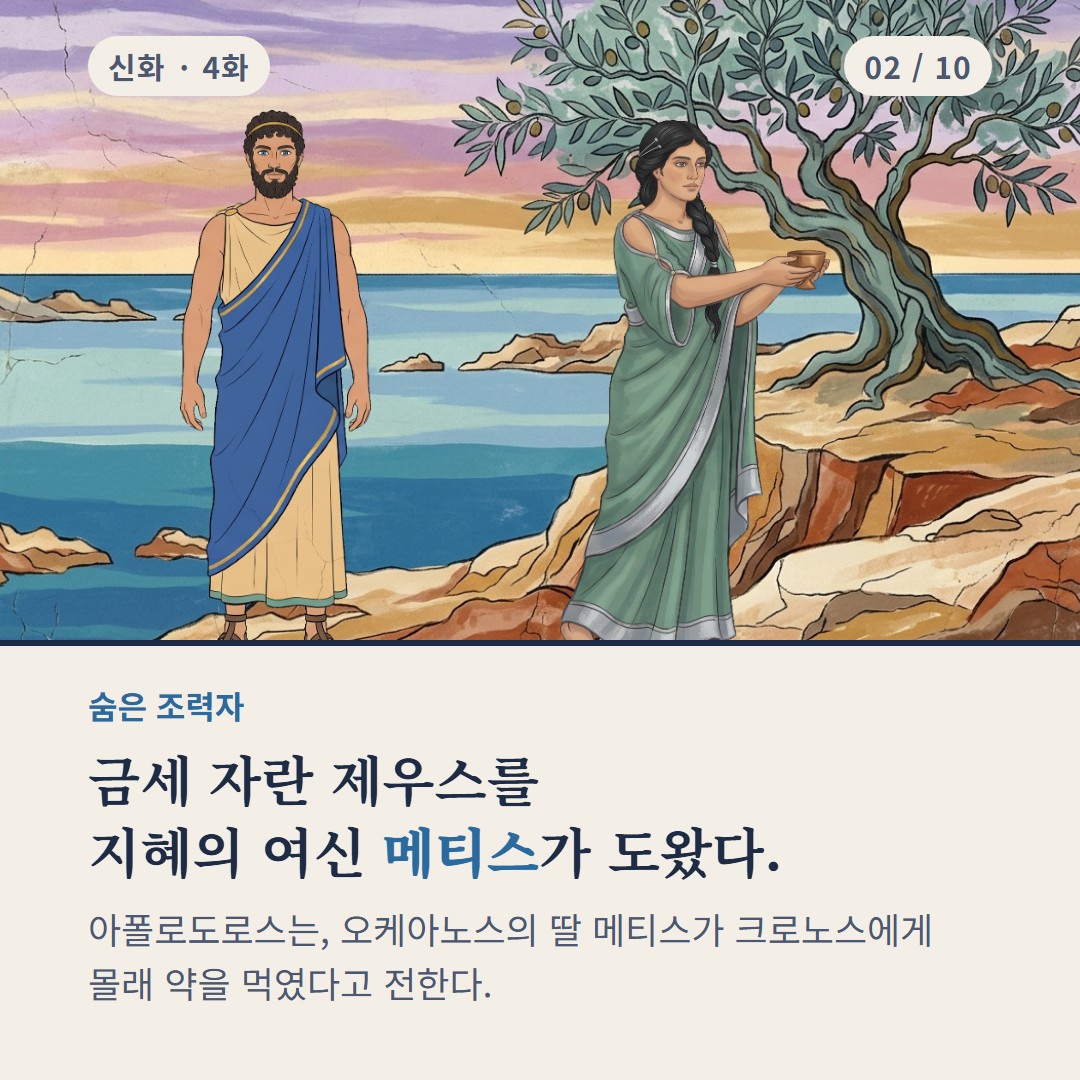 신화 · 4화
02 / 10
숨은 조력자
금세 자란 제우스를
지혜의 여신 메티스가 도왔다.
아폴로도로스는, 오케아노스의 딸 메티스가 크로노스에게
몰래 약을 먹였다고 전한다.